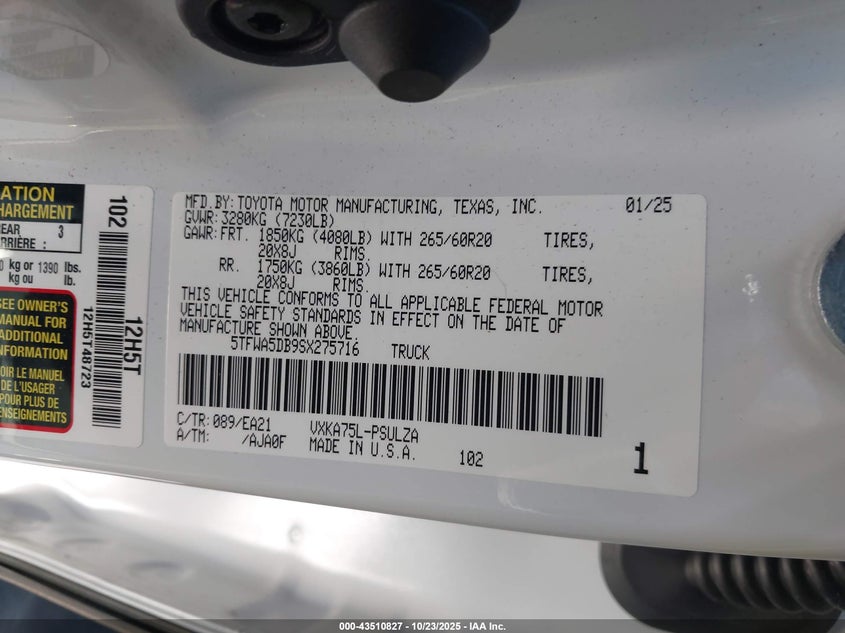 ATION
HARGEMENT
EAR 3
RRIÈRE :
0 kg or 1390 lbs.
kg ou lb.
SEE OWNER'S
MANUAL FOR
ADDITIONAL
INFORMATION
OIR LE MANUEL
DE L'USAGER
POUR PLUS DE
ENSEIGNEMENTS
102
12H5T
12H5T48723
MFD.BY:TOYOTA MOTOR MANUFACTURING, TEXAS, INC. 01/25
GVWR:3280KG (7230LB)
GAWR:FRT. 1850KG (4080LB) WITH 265/60R20 TIRES,
20X8J RIMS.
RR. 1750KG (3860LB) WITH 265/60R20 TIRES,
20X8J RIMS.
THIS VEHICLE CONFORMS TO ALL APPLICABLE FEDERAL MOTOR
VEHICLE SAFETY STANDARDS IN EFFECT ON THE DATE OF
MANUFACTURE SHOWN ABOVE
5TFWA5DB9SX275716 TRUCK
C/TR:089/EA21 VXKA75L-PSULZA
A/TM: /AJA0F MADE IN U.S.A. 102 1
000-43510827 - 10/23/2025 - IAA Inc.